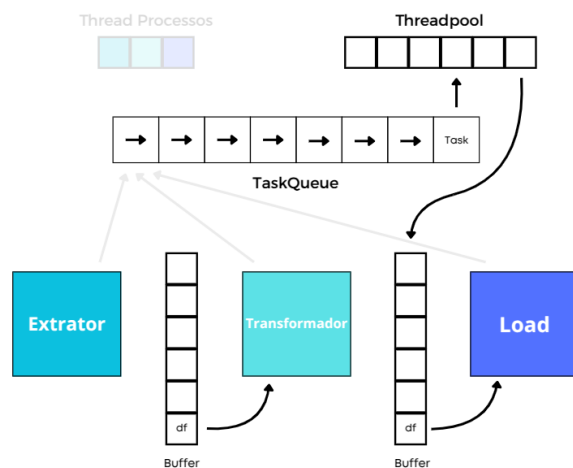 Thread Processos
Threadpool
Task
TaskQueue
Extrator
Transformador
Load
df
df
Buffer
Buffer